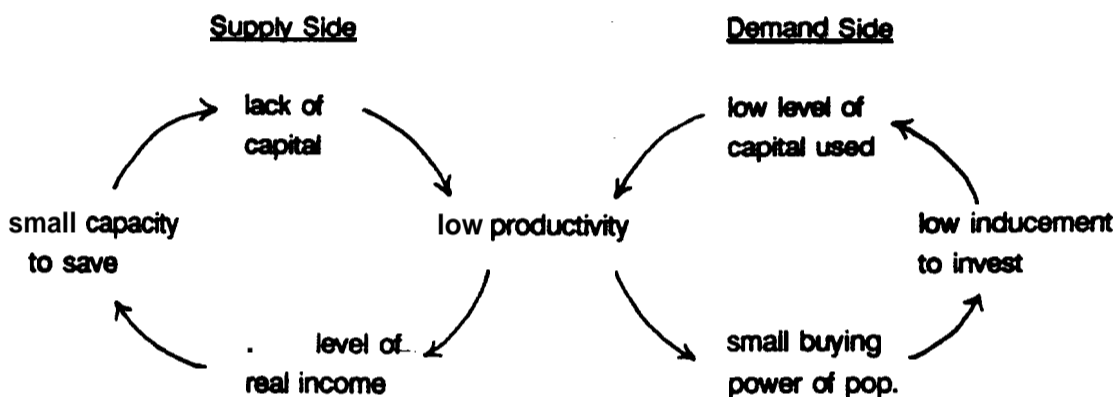 Supply Side
Demand Side
lack of
capital
low level of
capital used
small capacity
to save
low productivity
low inducement
to invest
. level of
real income
small buying
power of pop.